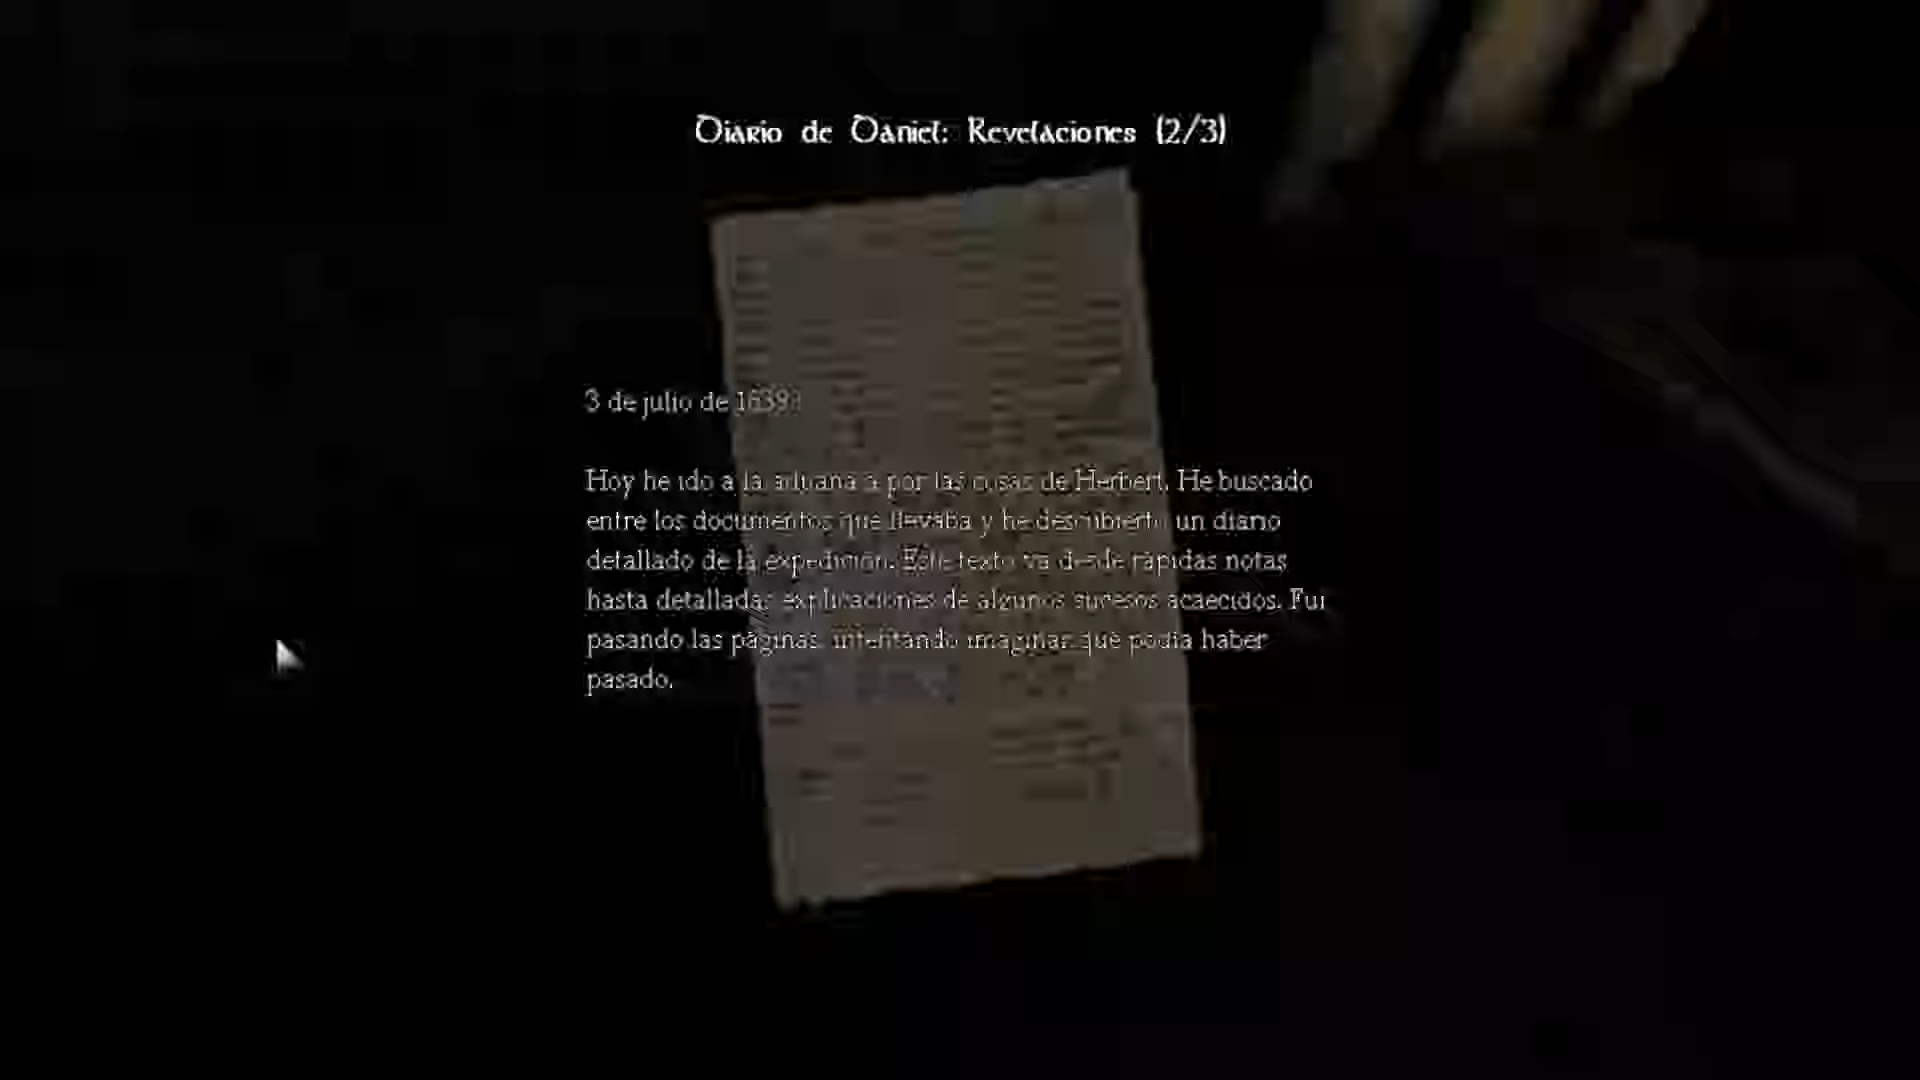 Diario de Daniel: Revelaciones (2/3)
3 de julio de 1839
Hoy he ido a la aduana a por las cosas de Herbert. He buscado
entre los documentos que llevaba y he descubierto un diario
detallado de la expedición. Este texto va desde rápidas notas
hasta detalladas explicaciones de algunos sucesos acaecidos. Fui
pasando las páginas, intentando imaginar qué podía haber
pasado.